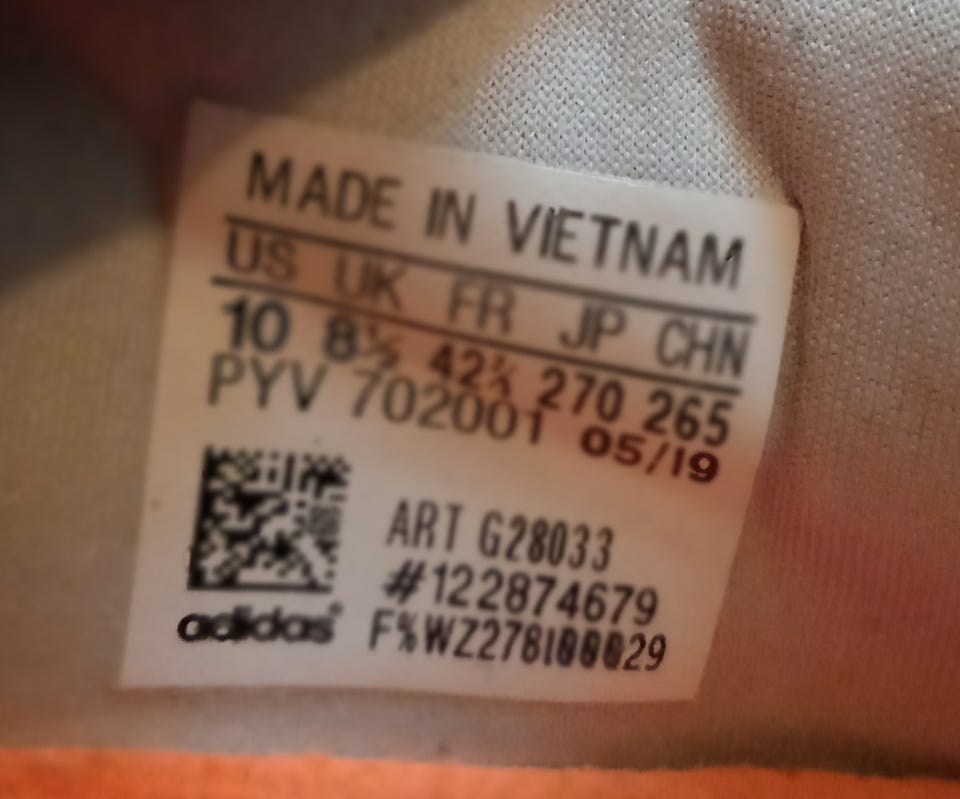 MADE IN VIETNAM
US UK FR JP CHN
10 8½ 42⅔ 270 265
PYV 702001 05/19
ART G28033
#122874679
F%WZ278100029
adidas